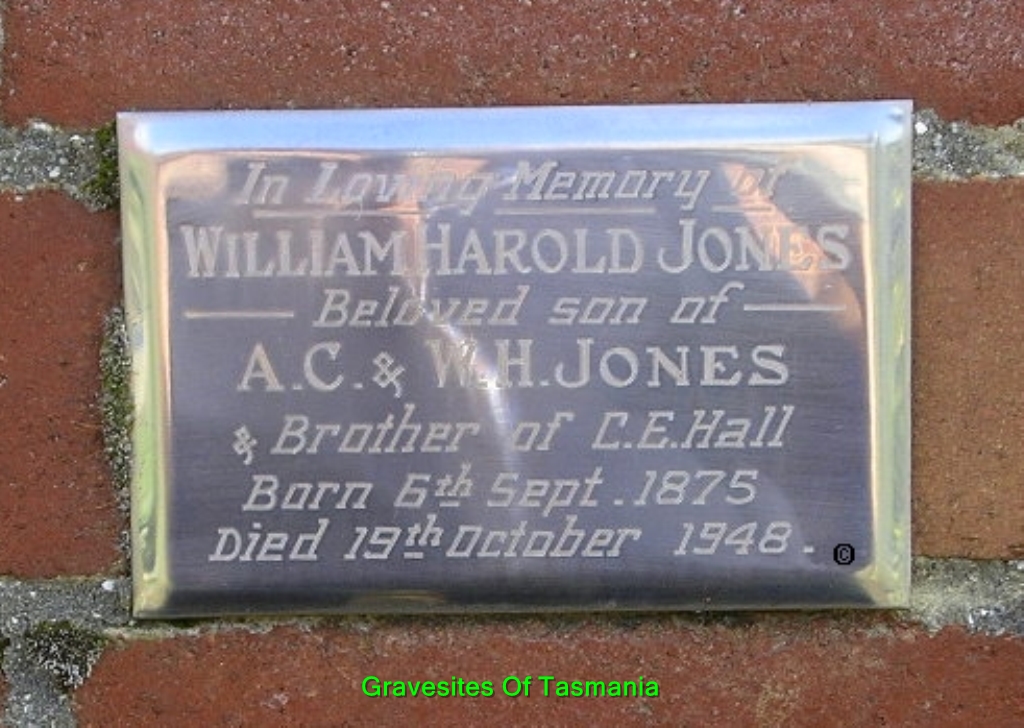 In Loving Memory of
WILLIAM HAROLD JONES
Beloved son of
A.C. & W.H. JONES
& Brother of C.E. Hall
Born 6th Sept. 1875
Died 19th October 1948.
©
Gravesites Of Tasmania